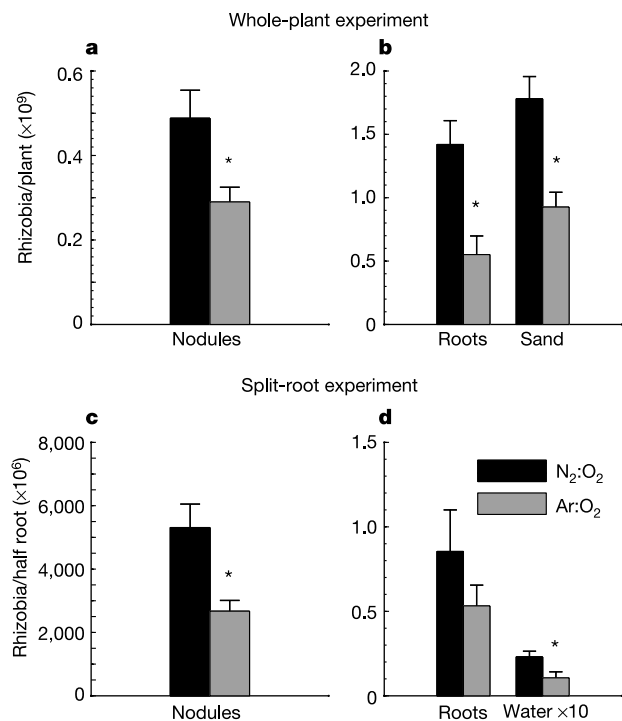 Whole-plant experiment
a
b
Rhizobia/plant (×10⁹)
0.6
0.4
0.2
0
Nodules
*
2.0
1.5
1.0
0.5
0
Roots
Sand
*
*
Split-root experiment
c
d
Rhizobia/half root (×10⁶)
8,000
6,000
4,000
2,000
0
Nodules
*
1.5
1.0
0.5
0
N₂:O₂
Ar:O₂
*
Roots
Water ×10